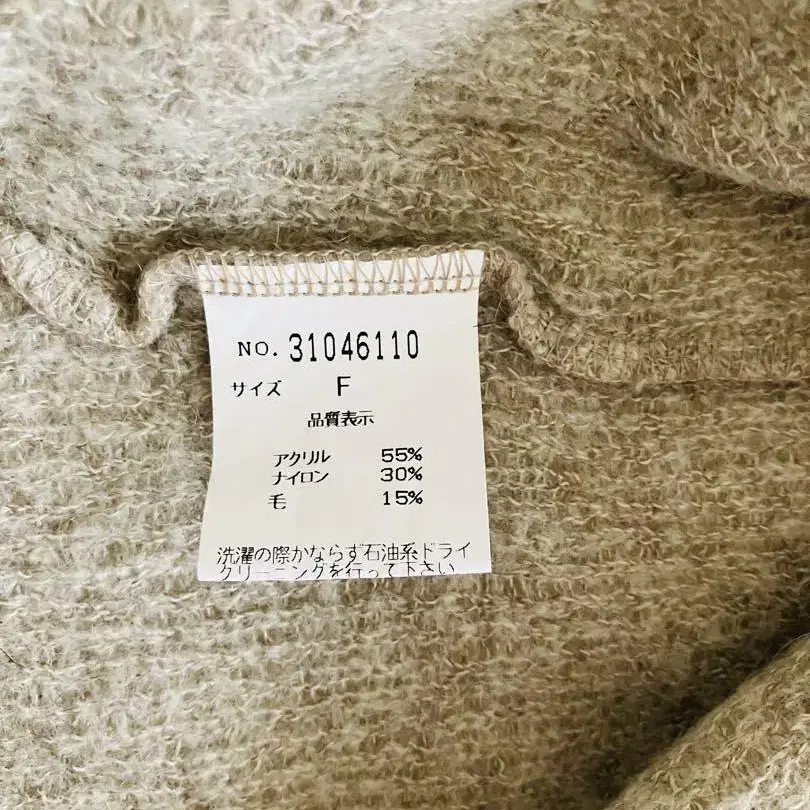 NO. 31046110
サイズ F
品質表示
アクリル 55%
ナイロン 30%
毛 15%
洗濯の際かならず石油系ドライ
クリーニングを行って下さい